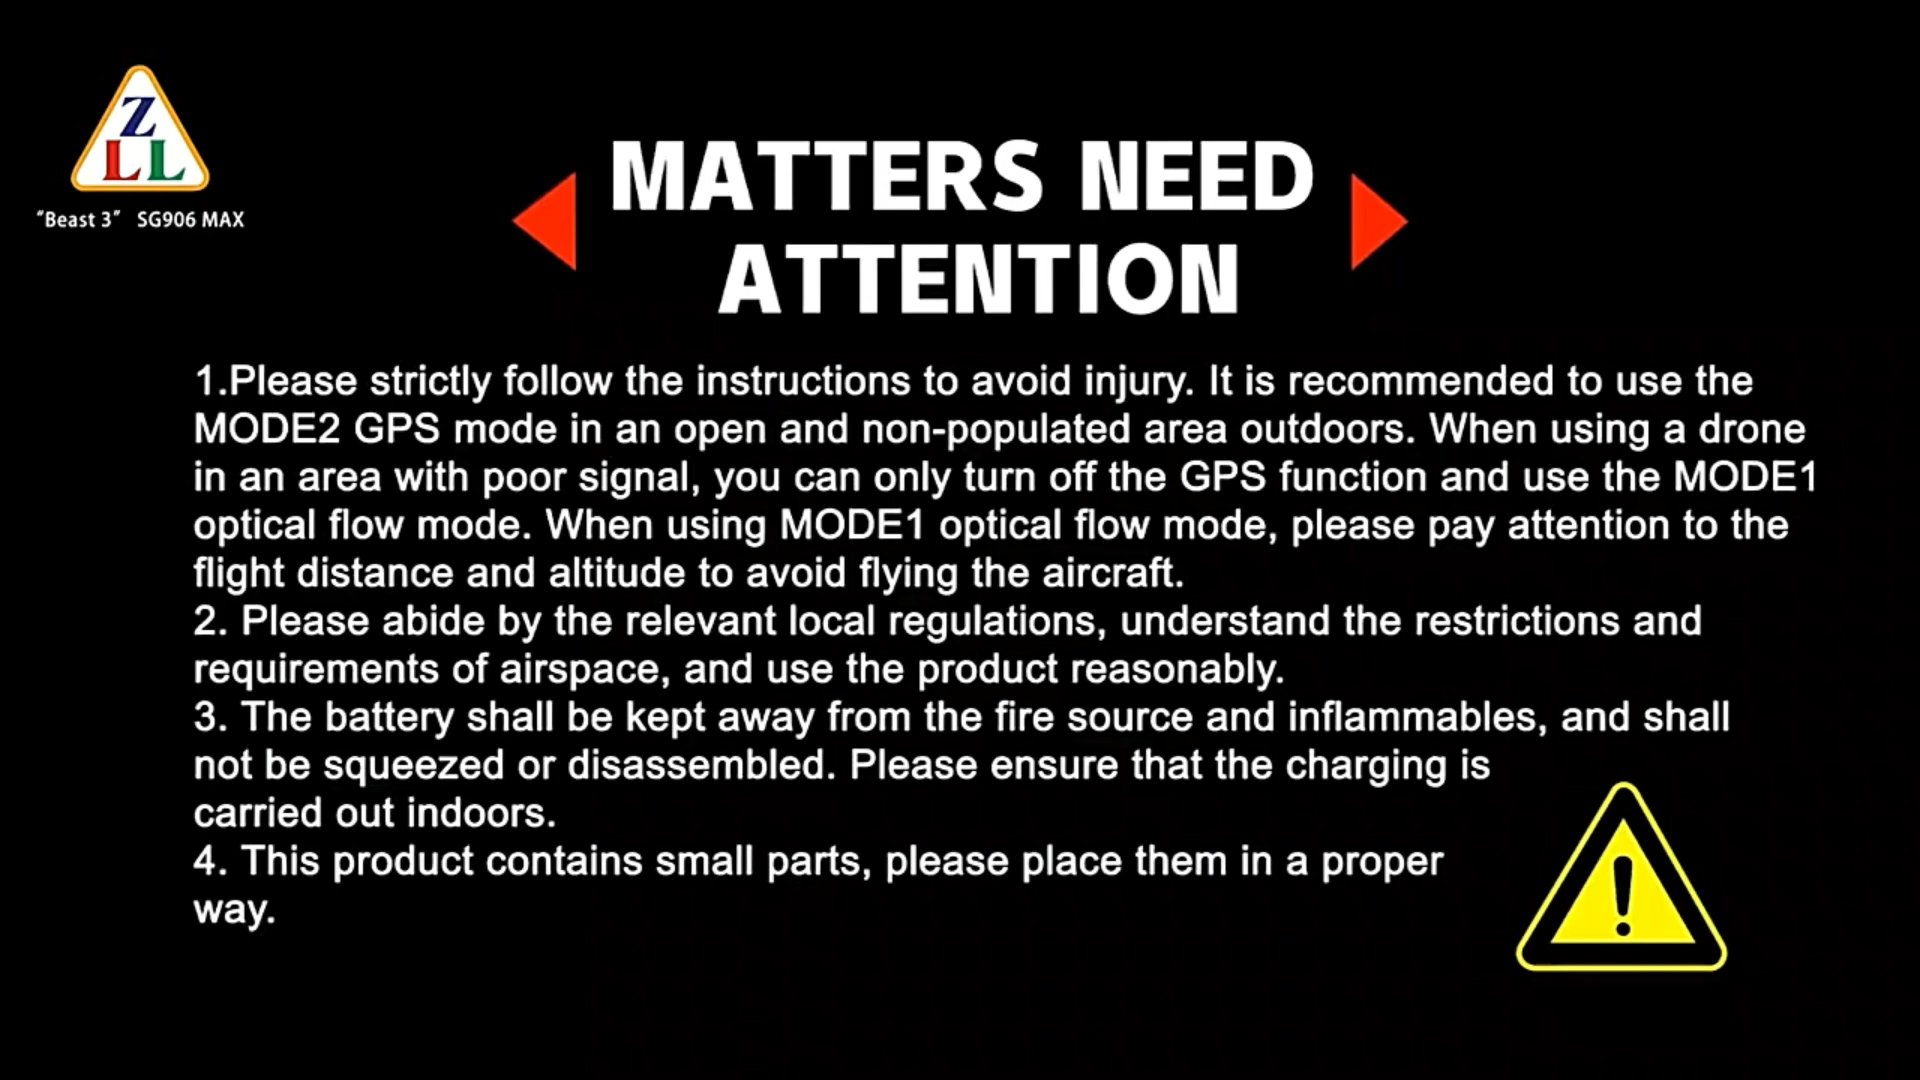 Z
LL
"Beast 3" SG906 MAX
MATTERS NEED
ATTENTION
1.Please strictly follow the instructions to avoid injury. It is recommended to use the
MODE2 GPS mode in an open and non-populated area outdoors. When using a drone
in an area with poor signal, you can only turn off the GPS function and use the MODE1
optical flow mode. When using MODE1 optical flow mode, please pay attention to the
flight distance and altitude to avoid flying the aircraft.
2. Please abide by the relevant local regulations, understand the restrictions and
requirements of airspace, and use the product reasonably.
3. The battery shall be kept away from the fire source and inflammables, and shall
not be squeezed or disassembled. Please ensure that the charging is
carried out indoors.
4. This product contains small parts, please place them in a proper
way.